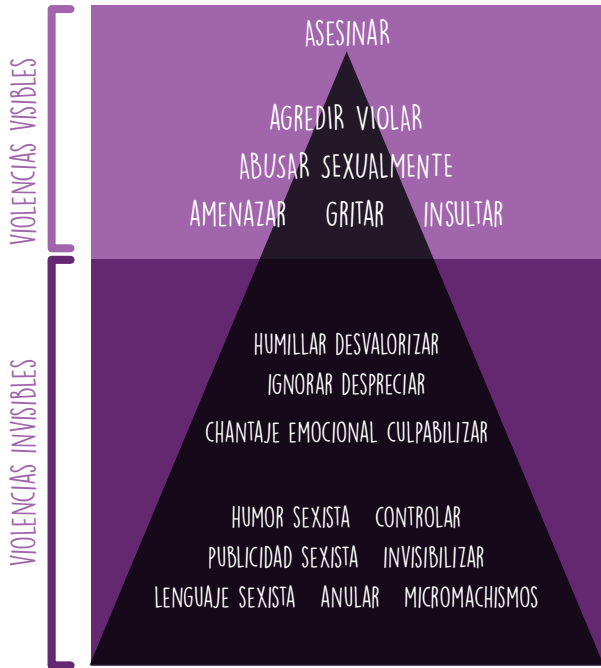 VIOLENCIAS VISIBLES
ASESINAR
AGREDIR VIOLAR
ABUSAR SEXUALMENTE
AMENAZAR GRITAR INSULTAR
VIOLENCIAS INVISIBLES
HUMILLAR DESVALORIZAR
IGNORAR DESPRECIAR
CHANTAJE EMOCIONAL CULPABILIZAR
HUMOR SEXISTA CONTROLAR
PUBLICIDAD SEXISTA INVISIBILIZAR
LENGUAJE SEXISTA ANULAR MICROMACHISMOS